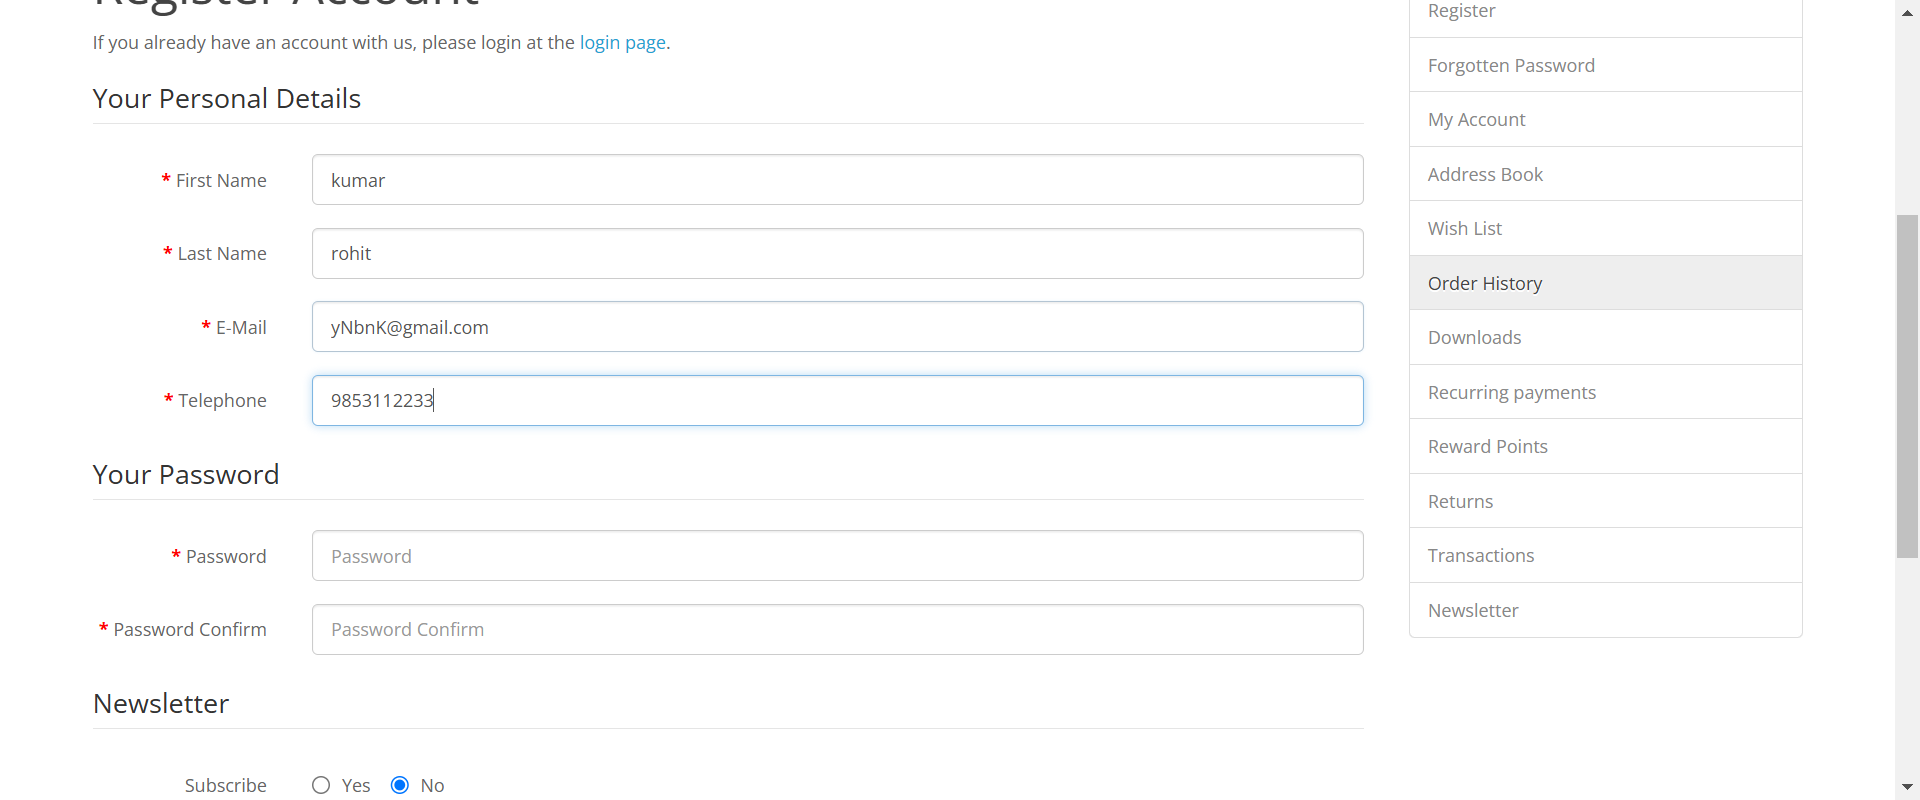 Register Account
If you already have an account with us, please login at the login page.
Your Personal Details
* First Name
kumar
* Last Name
rohit
* E-Mail
yNbnK@gmail.com
* Telephone
9853112233
Your Password
* Password
Password
* Password Confirm
Password Confirm
Newsletter
Subscribe
Yes
No
Register
Forgotten Password
My Account
Address Book
Wish List
Order History
Downloads
Recurring payments
Reward Points
Returns
Transactions
Newsletter